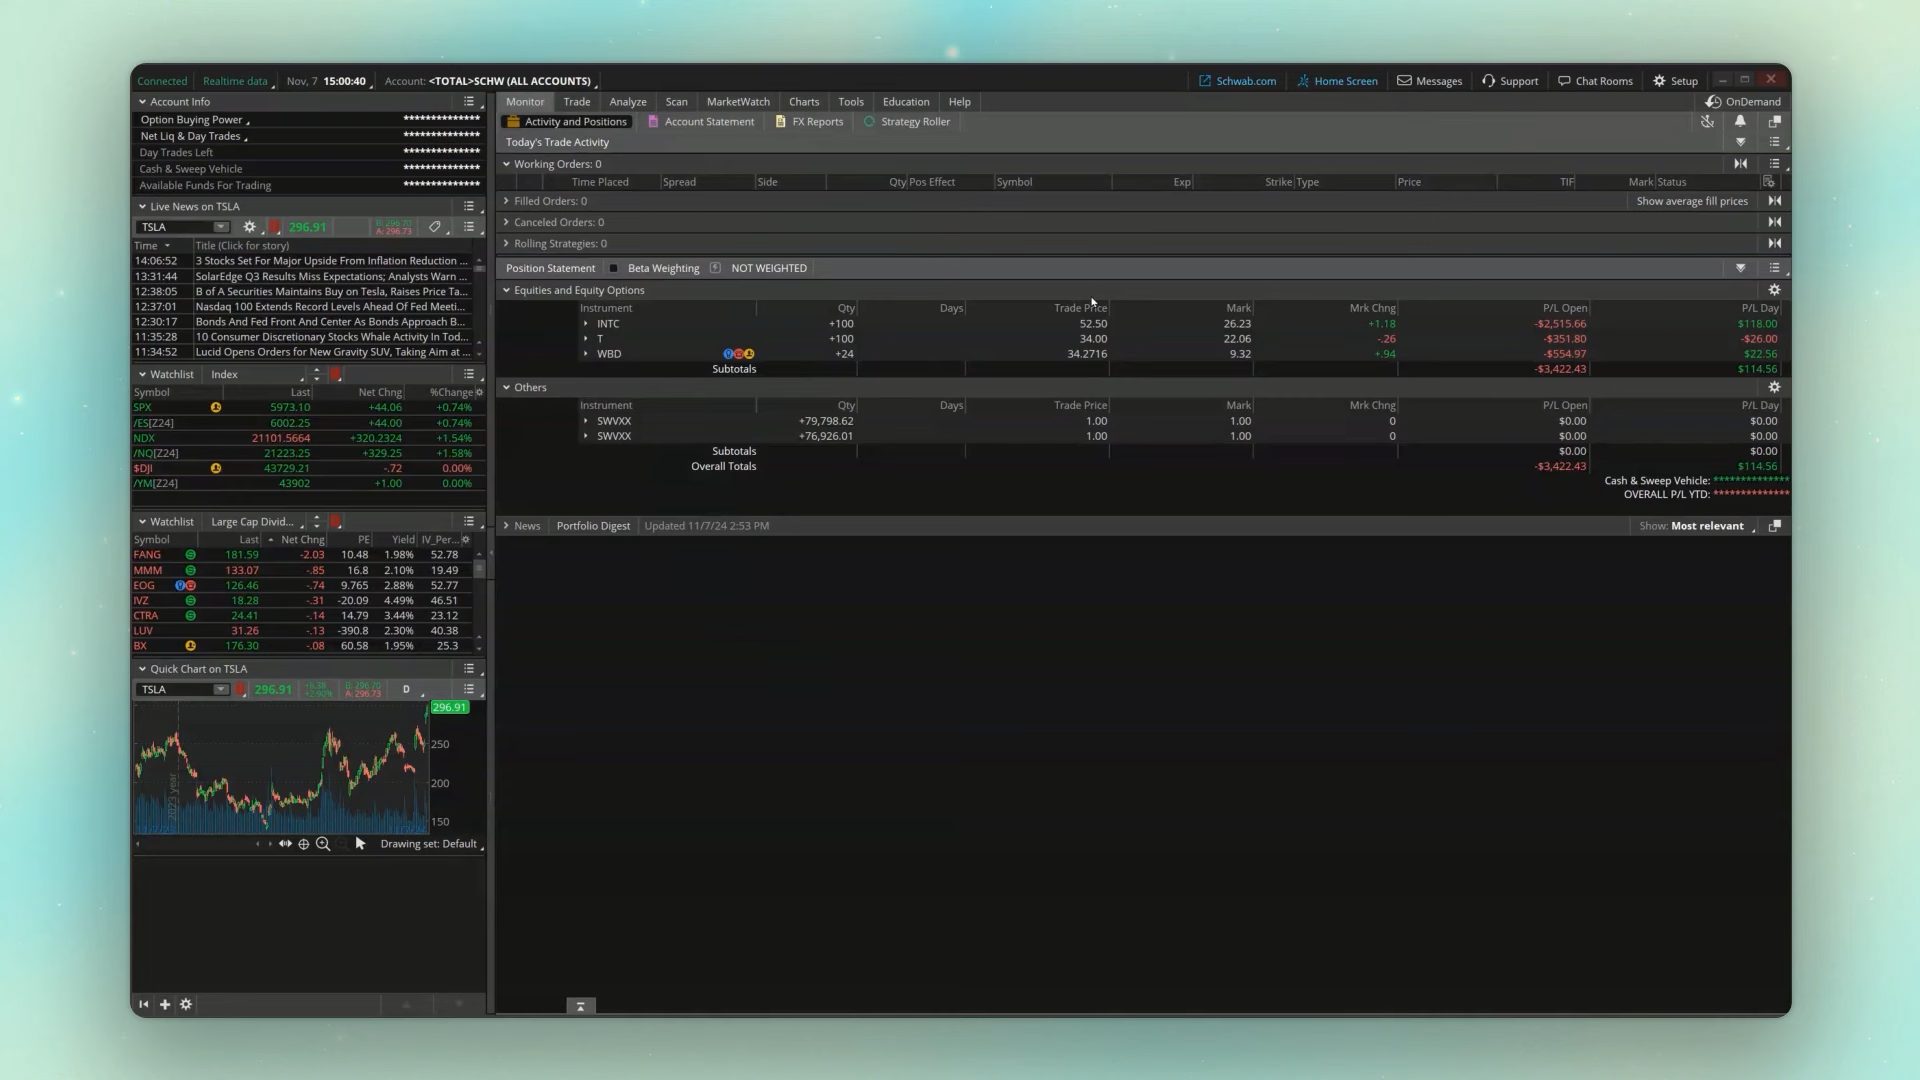 Connected Realtime data Nov, 7 15:00:40 Account: <TOTAL>SCHW (ALL ACCOUNTS) Schwab.com Home Screen Messages Support Chat Rooms Setup
Account Info
Option Buying Power **************
Net Liq & Day Trades **************
Day Trades Left **************
Cash & Sweep Vehicle **************
Available Funds For Trading **************
Live News on TSLA
TSLA 296.91 B: 296.70
A: 296.73
Time Title (Click for story)
14:06:52 3 Stocks Set For Major Upside From Inflation Reduction ...
13:31:44 SolarEdge Q3 Results Miss Expectations; Analysts Warn ...
12:38:05 B of A Securities Maintains Buy on Tesla, Raises Price Ta...
12:37:01 Nasdaq 100 Extends Record Levels Ahead Of Fed Meeti...
12:30:17 Bonds And Fed Front And Center As Bonds Approach B...
11:35:28 10 Consumer Discretionary Stocks Whale Activity In Tod...
11:34:52 Lucid Opens Orders for New Gravity SUV, Taking Aim at ...
Watchlist Index
Symbol Last Net Chng %Change
SPX 5973.10 +44.06 +0.74%
/ES[Z24] 6002.25 +44.00 +0.74%
NDX 21101.5664 +320.2324 +1.54%
/NQ[Z24] 21223.25 +329.25 +1.58%
$DJI 43729.21 -.72 0.00%
/YM[Z24] 43902 +1.00 0.00%
Watchlist Large Cap Divid...
Symbol Last Net Chng PE Yield IV_Per...
FANG 181.59 -2.03 10.48 1.98% 52.78
MMM 133.07 -.85 16.8 2.10% 19.49
EOG 126.46 -.74 9.765 2.88% 52.77
IVZ 18.28 -.31 -20.09 4.49% 46.51
CTRA 24.41 -.14 14.79 3.44% 23.12
LUV 31.26 -.13 -390.8 2.30% 40.38
BX 176.30 -.08 60.58 1.95% 25.3
Quick Chart on TSLA
TSLA 296.91 +8.38
+2.90% B: 296.70
A: 296.73 D
296.91
250
200
150
2023 year
Drawing set: Default
Monitor Trade Analyze Scan MarketWatch Charts Tools Education Help OnDemand
Activity and Positions Account Statement FX Reports Strategy Roller
Today's Trade Activity
Working Orders: 0
Time Placed Spread Side Qty Pos Effect Symbol Exp Strike Type Price TIF Mark Status
Filled Orders: 0 Show average fill prices
Canceled Orders: 0
Rolling Strategies: 0
Position Statement Beta Weighting NOT WEIGHTED
Equities and Equity Options
Instrument Qty Days Trade Price Mark Mrk Chng P/L Open P/L Day
INTC +100 52.50 26.23 +1.18 -$2,515.66 $118.00
T +100 34.00 22.06 -.26 -$351.80 -$26.00
WBD +24 34.2716 9.32 +.94 -$554.97 $22.56
Subtotals -$3,422.43 $114.56
Others
Instrument Qty Days Trade Price Mark Mrk Chng P/L Open P/L Day
SWVXX +79,798.62 1.00 1.00 0 $0.00 $0.00
SWVXX +76,926.01 1.00 1.00 0 $0.00 $0.00
Subtotals $0.00 $0.00
Overall Totals -$3,422.43 $114.56
Cash & Sweep Vehicle: **************
OVERALL P/L YTD: **************
News Portfolio Digest Updated 11/7/24 2:53 PM Show: Most relevant